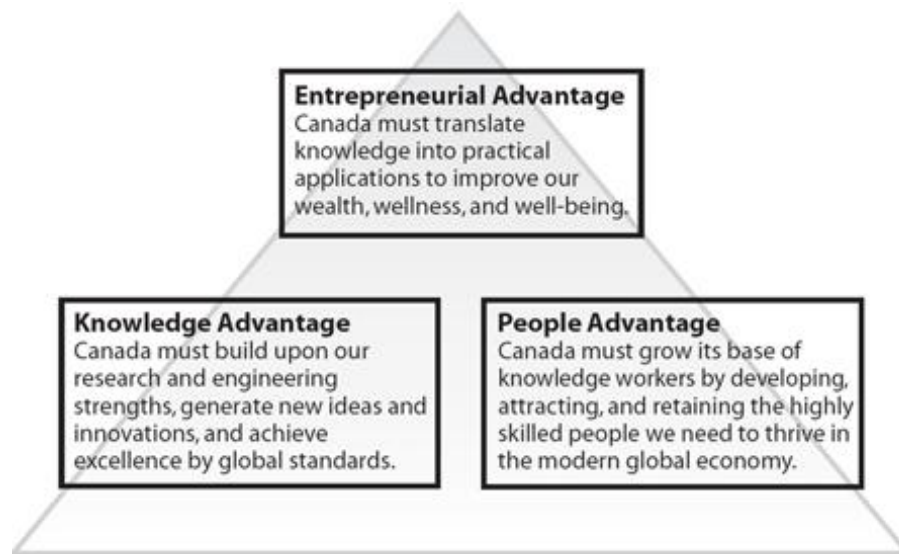 Entrepreneurial Advantage
Canada must translate
knowledge into practical
applications to improve our
wealth, wellness, and well-being.
Knowledge Advantage
Canada must build upon our
research and engineering
strengths, generate new ideas and
innovations, and achieve
excellence by global standards.
People Advantage
Canada must grow its base of
knowledge workers by developing,
attracting, and retaining the highly
skilled people we need to thrive in
the modern global economy.